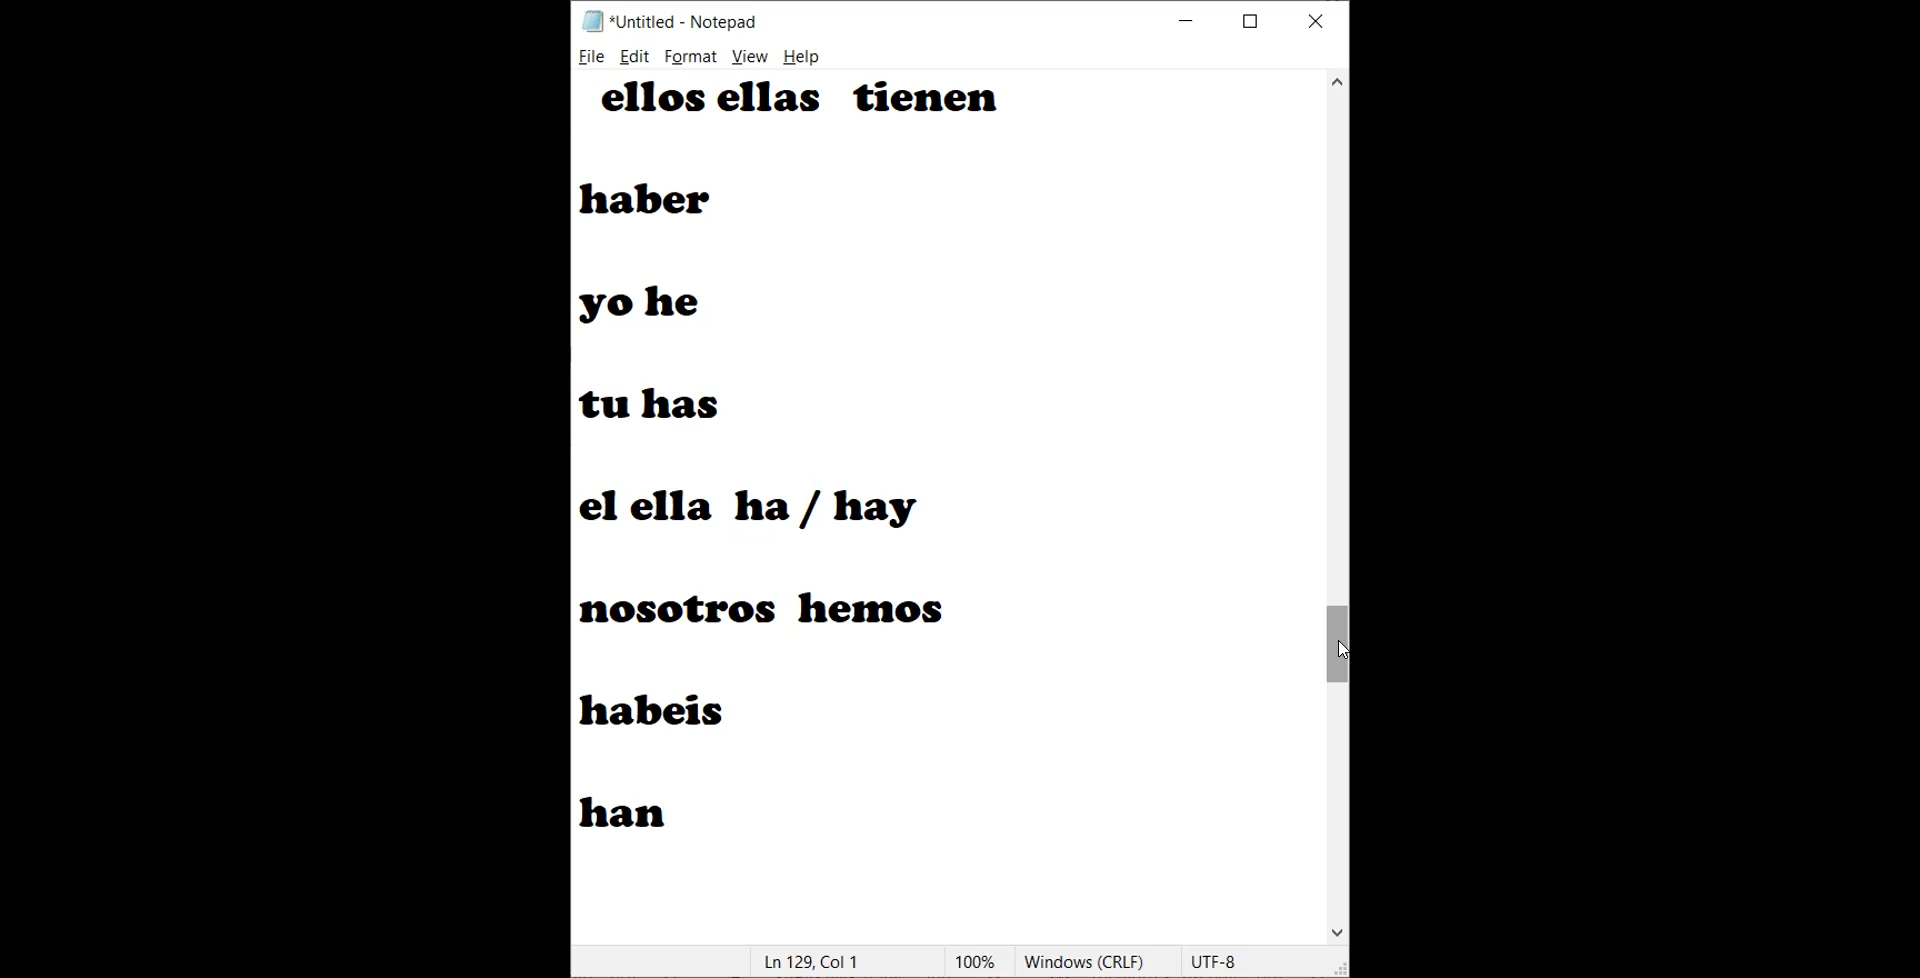 *Untitled - Notepad
File Edit Format View Help
ellos ellas tienen
haber
yo he
tu has
el ella ha / hay
nosotros hemos
habeis
han
Ln 129, Col 1 100% Windows (CRLF) UTF-8